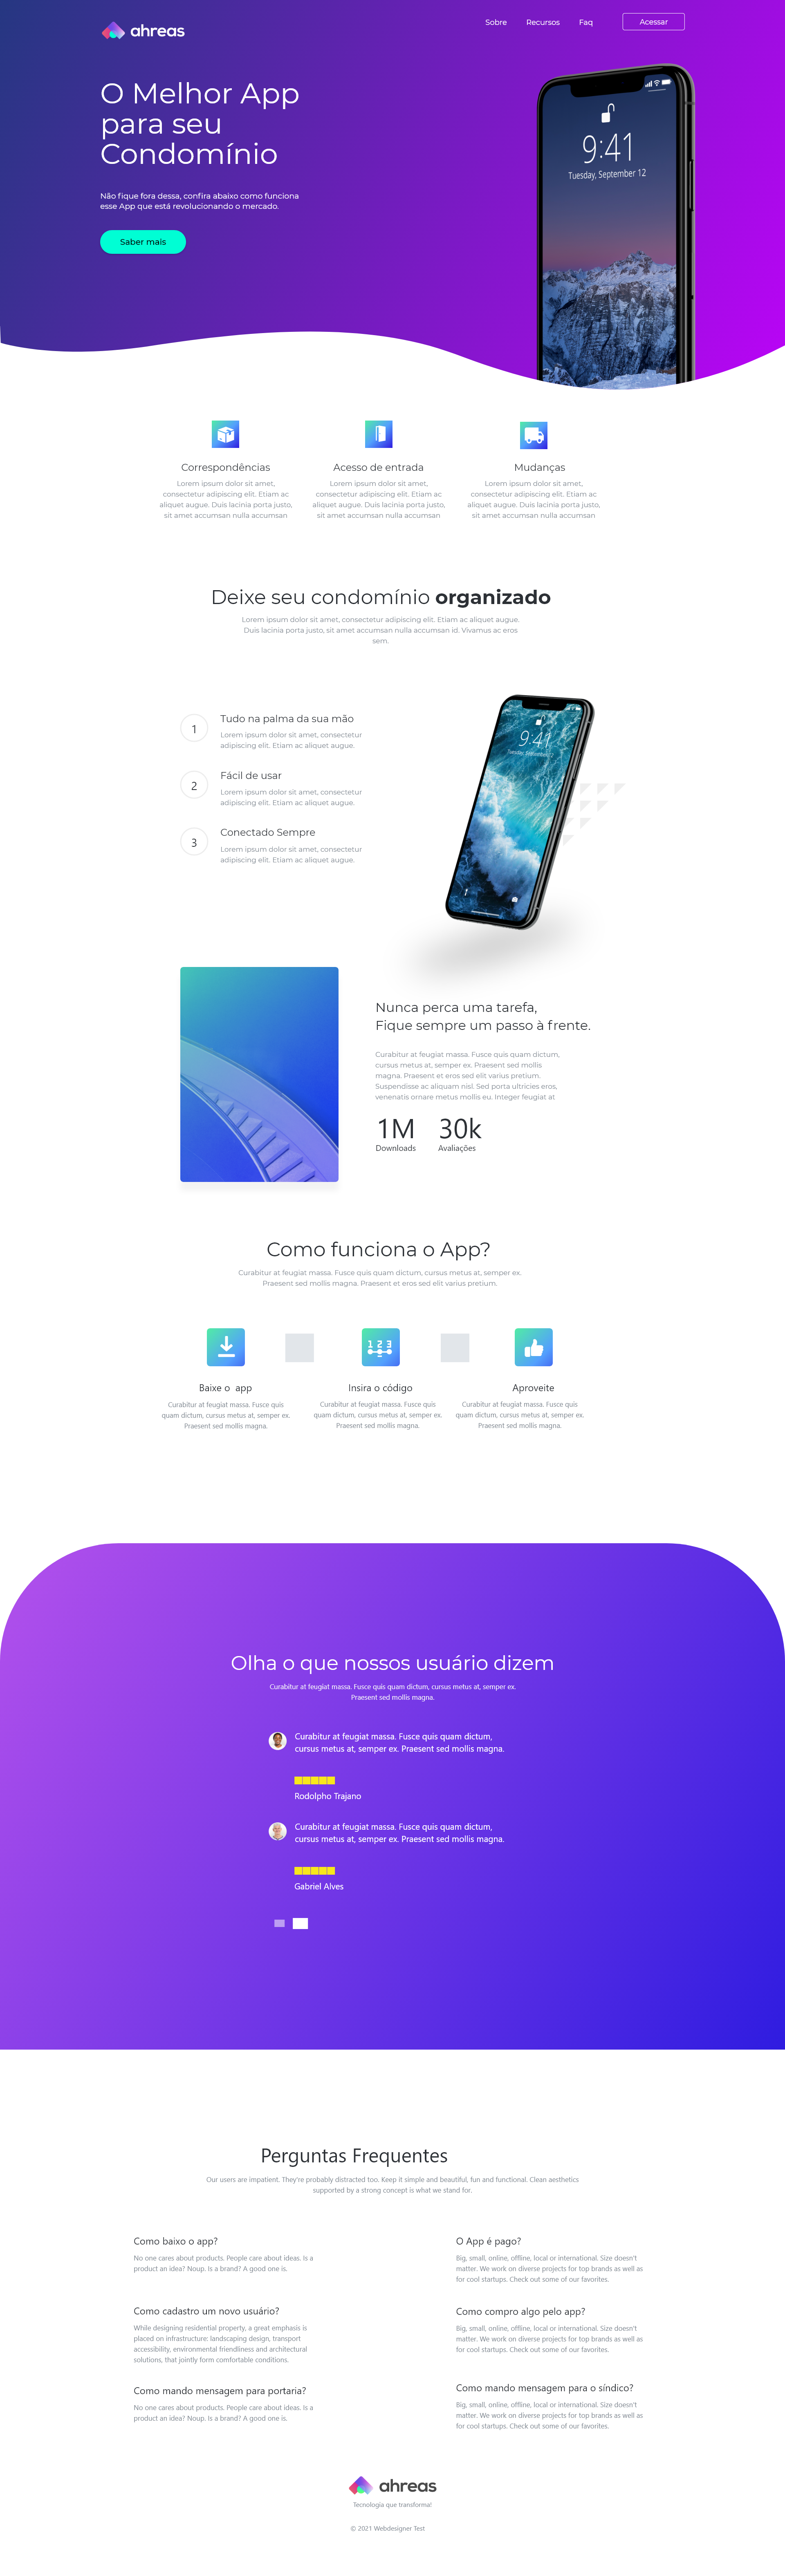 ahreas
Sobre
Recursos
Faq
Acessar
O Melhor App
para seu
Condomínio
Não fique fora dessa, confira abaixo como funciona
esse App que está revolucionando o mercado.
Saber mais
9:41
Tuesday, September 12
Correspondências
Lorem ipsum dolor sit amet,
consectetur adipiscing elit. Etiam ac
aliquet augue. Duis lacinia porta justo,
sit amet accumsan nulla accumsan
Acesso de entrada
Lorem ipsum dolor sit amet,
consectetur adipiscing elit. Etiam ac
aliquet augue. Duis lacinia porta justo,
sit amet accumsan nulla accumsan
Mudanças
Lorem ipsum dolor sit amet,
consectetur adipiscing elit. Etiam ac
aliquet augue. Duis lacinia porta justo,
sit amet accumsan nulla accumsan
Deixe seu condomínio organizado
Lorem ipsum dolor sit amet, consectetur adipiscing elit. Etiam ac aliquet augue.
Duis lacinia porta justo, sit amet accumsan nulla accumsan id. Vivamus ac eros
sem.
1
Tudo na palma da sua mão
Lorem ipsum dolor sit amet, consectetur
adipiscing elit. Etiam ac aliquet augue.
2
Fácil de usar
Lorem ipsum dolor sit amet, consectetur
adipiscing elit. Etiam ac aliquet augue.
3
Conectado Sempre
Lorem ipsum dolor sit amet, consectetur
adipiscing elit. Etiam ac aliquet augue.
9:41
Tuesday, September 12
Nunca perca uma tarefa,
Fique sempre um passo à frente.
Curabitur at feugiat massa. Fusce quis quam dictum,
cursus metus at, semper ex. Praesent sed mollis
magna. Praesent et eros sed elit varius pretium.
Suspendisse ac aliquam nisl. Sed porta ultricies eros,
venenatis ornare metus mollis eu. Integer feugiat at
1M
Downloads
30k
Avaliações
Como funciona o App?
Curabitur at feugiat massa. Fusce quis quam dictum, cursus metus at, semper ex.
Praesent sed mollis magna. Praesent et eros sed elit varius pretium.
1 2 3
Baixe o  app
Curabitur at feugiat massa. Fusce quis
quam dictum, cursus metus at, semper ex.
Praesent sed mollis magna.
Insira o código
Curabitur at feugiat massa. Fusce quis
quam dictum, cursus metus at, semper ex.
Praesent sed mollis magna.
Aproveite
Curabitur at feugiat massa. Fusce quis
quam dictum, cursus metus at, semper ex.
Praesent sed mollis magna.
Olha o que nossos usuário dizem
Curabitur at feugiat massa. Fusce quis quam dictum, cursus metus at, semper ex.
Praesent sed mollis magna.
Curabitur at feugiat massa. Fusce quis quam dictum,
cursus metus at, semper ex. Praesent sed mollis magna.
Rodolpho Trajano
Curabitur at feugiat massa. Fusce quis quam dictum,
cursus metus at, semper ex. Praesent sed mollis magna.
Gabriel Alves
Perguntas Frequentes
Our users are impatient. They're probably distracted too. Keep it simple and beautiful, fun and functional. Clean aesthetics
supported by a strong concept is what we stand for.
Como baixo o app?
No one cares about products. People care about ideas. Is a
product an idea? Noup. Is a brand? A good one is.
Como cadastro um novo usuário?
While designing residential property, a great emphasis is
placed on infrastructure: landscaping design, transport
accessibility, environmental friendliness and architectural
solutions, that jointly form comfortable conditions.
Como mando mensagem para portaria?
No one cares about products. People care about ideas. Is a
product an idea? Noup. Is a brand? A good one is.
O App é pago?
Big, small, online, offline, local or international. Size doesn't
matter. We work on diverse projects for top brands as well as
for cool startups. Check out some of our favorites.
Como compro algo pelo app?
Big, small, online, offline, local or international. Size doesn't
matter. We work on diverse projects for top brands as well as
for cool startups. Check out some of our favorites.
Como mando mensagem para o síndico?
Big, small, online, offline, local or international. Size doesn't
matter. We work on diverse projects for top brands as well as
for cool startups. Check out some of our favorites.
ahreas
Tecnologia que transforma!
© 2021 Webdesigner Test